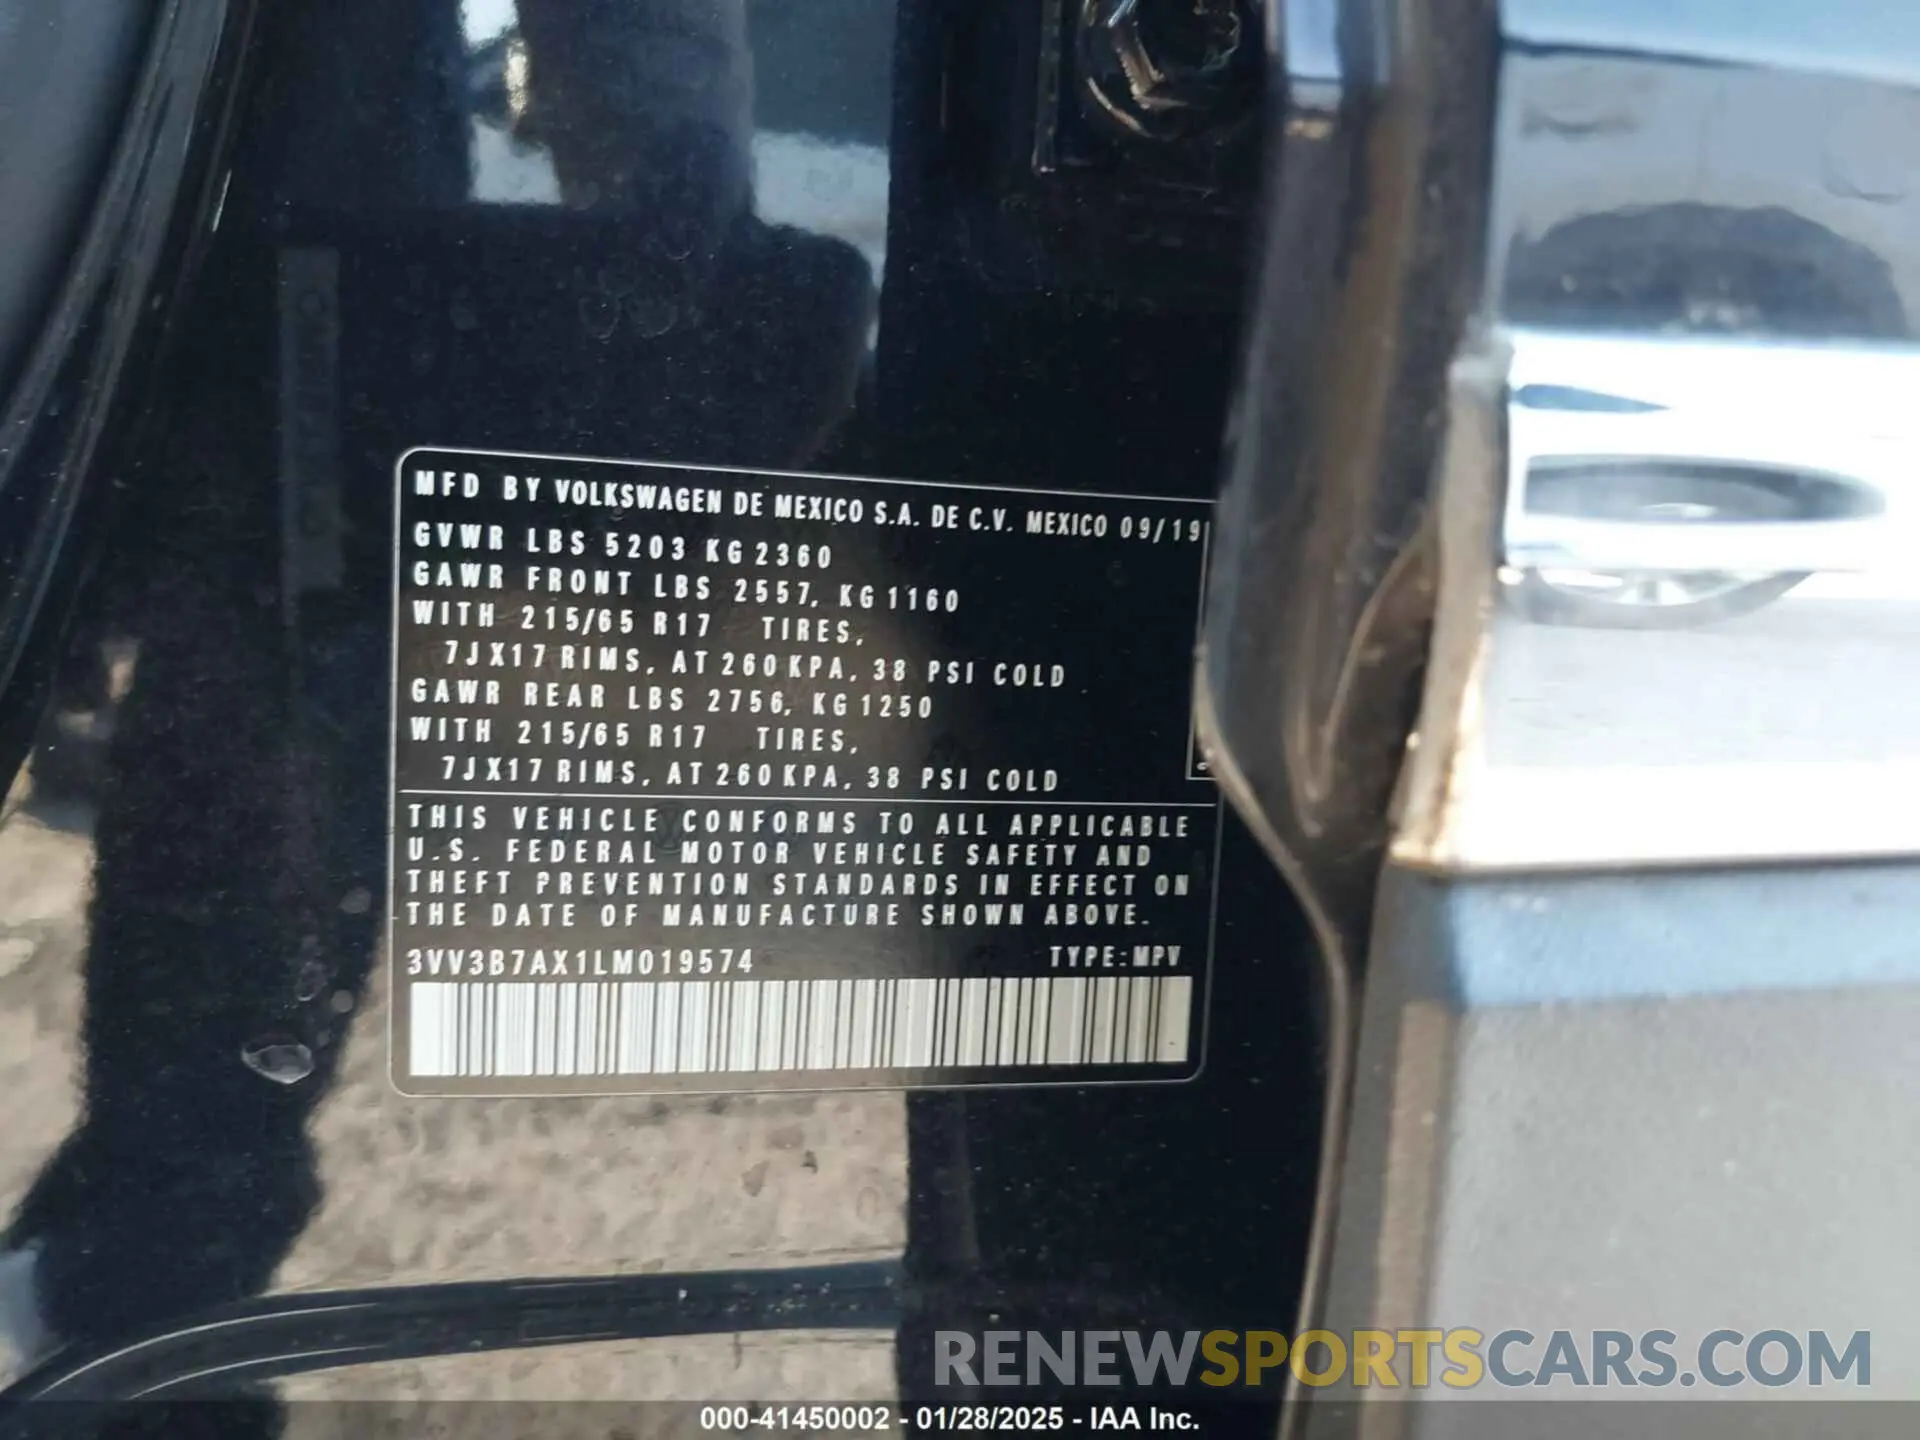 MFD BY VOLKSWAGEN DE MEXICO S.A. DE C.V. MEXICO 09/19
GVWR LBS 5203 KG 2360
GAWR FRONT LBS 2557, KG 1160
WITH 215/65 R17 TIRES,
7JX17 RIMS, AT 260 KPA, 38 PSI COLD
GAWR REAR LBS 2756, KG 1250
WITH 215/65 R17 TIRES,
7JX17 RIMS, AT 260 KPA, 38 PSI COLD
THIS VEHICLE CONFORMS TO ALL APPLICABLE
U.S. FEDERAL MOTOR VEHICLE SAFETY AND
THEFT PREVENTION STANDARDS IN EFFECT ON
THE DATE OF MANUFACTURE SHOWN ABOVE.
3VV3B7AX1LM019574 TYPE:MPV
RENEWSPORTSCARS.COM
000-41450002 - 01/28/2025 - IAA Inc.